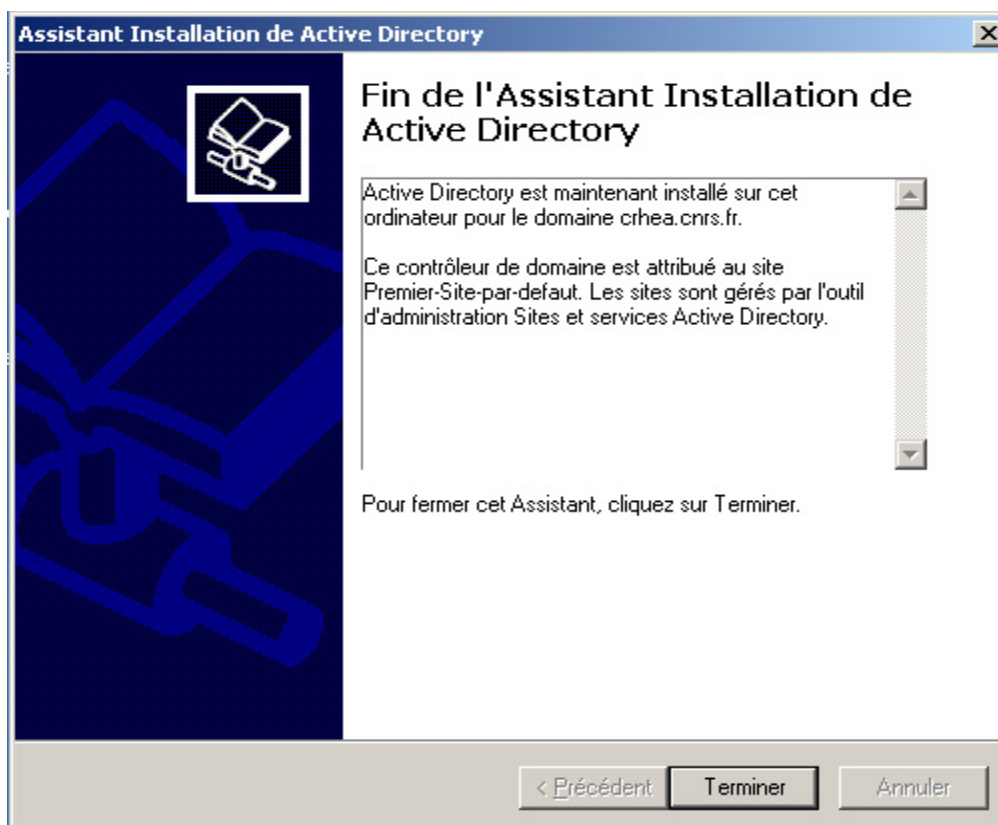 Assistant Installation de Active Directory
Fin de l'Assistant Installation de
Active Directory
Active Directory est maintenant installé sur cet
ordinateur pour le domaine crhea.cnrs.fr.
Ce contrôleur de domaine est attribué au site
Premier-Site-par-defaut. Les sites sont gérés par l'outil
d'administration Sites et services Active Directory.
Pour fermer cet Assistant, cliquez sur Terminer.
< Précédent
Terminer
Annuler